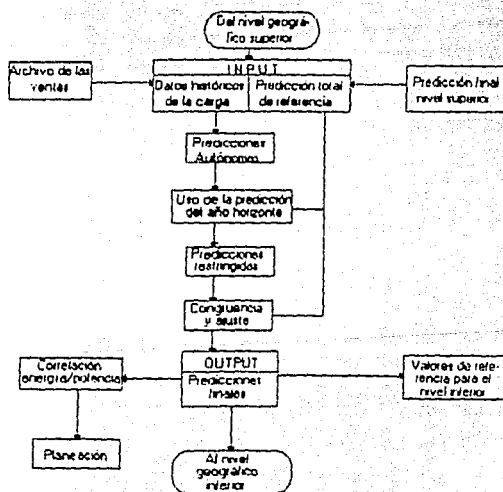 Del nivel geográ-
fico superior
INPUT
Archivo de las
ventas
Datos históricos
de la carga
Predicción total
de referencia
Predicción final
nivel superior
Predicciones
Autónomas
Uso de la predicción
del año horizonte
Predicciones
restringidas
Congruencia
y ajuste
OUTPUT
Predicciones
finales
Correlación
energía/potencia
Valores de refe-
rencia para el
nivel inferior
Planeación
Al nivel
geográfico
inferior